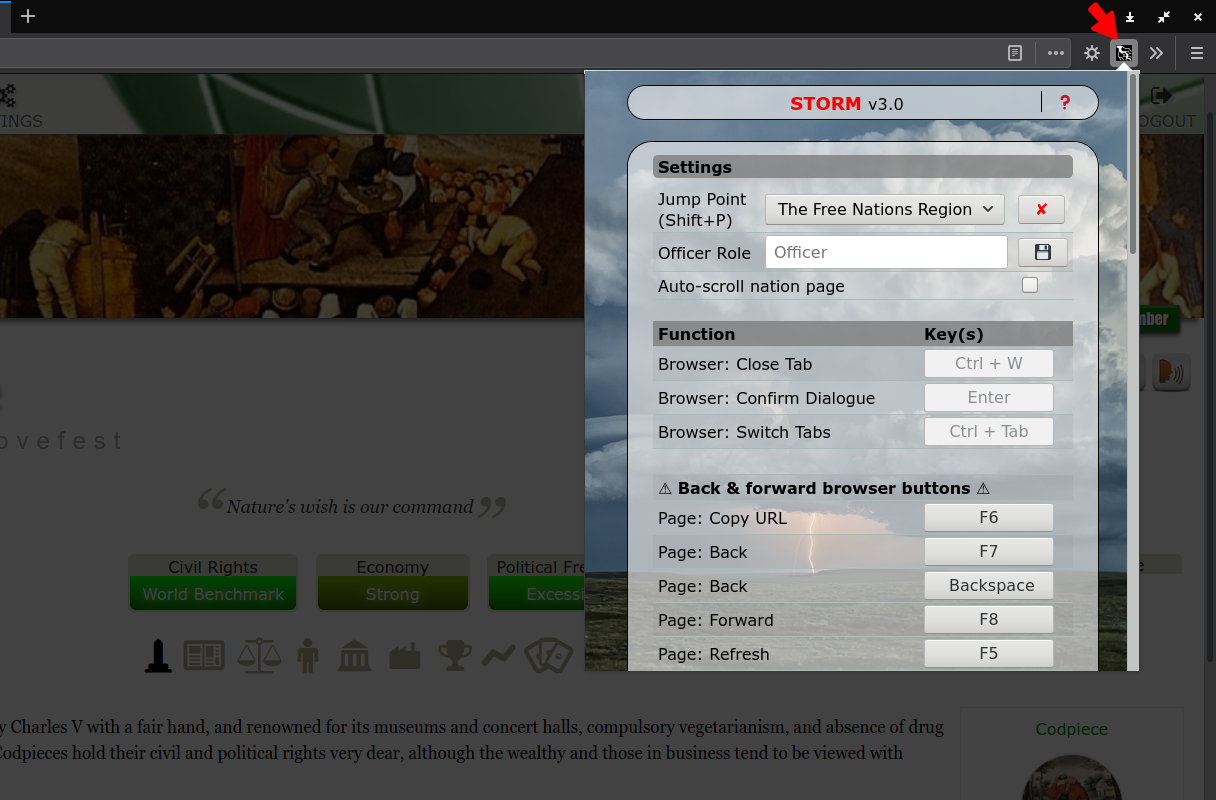 INGS
OGOUT
STORM v3.0 ?
Settings
Jump Point
(Shift+P)
The Free Nations Region
✘
Officer Role
Officer
Auto-scroll nation page
Function Key(s)
Browser: Close Tab Ctrl + W
Browser: Confirm Dialogue Enter
Browser: Switch Tabs Ctrl + Tab
⚠ Back & forward browser buttons ⚠
Page: Copy URL F6
Page: Back F7
Page: Back Backspace
Page: Forward F8
Page: Refresh F5
mber
ovefest
“Nature's wish is our command”
Civil Rights
World Benchmark
Economy
Strong
Political Fre
Excessi
e
y Charles V with a fair hand, and renowned for its museums and concert halls, compulsory vegetarianism, and absence of drug
Codpieces hold their civil and political rights very dear, although the wealthy and those in business tend to be viewed with
Codpiece